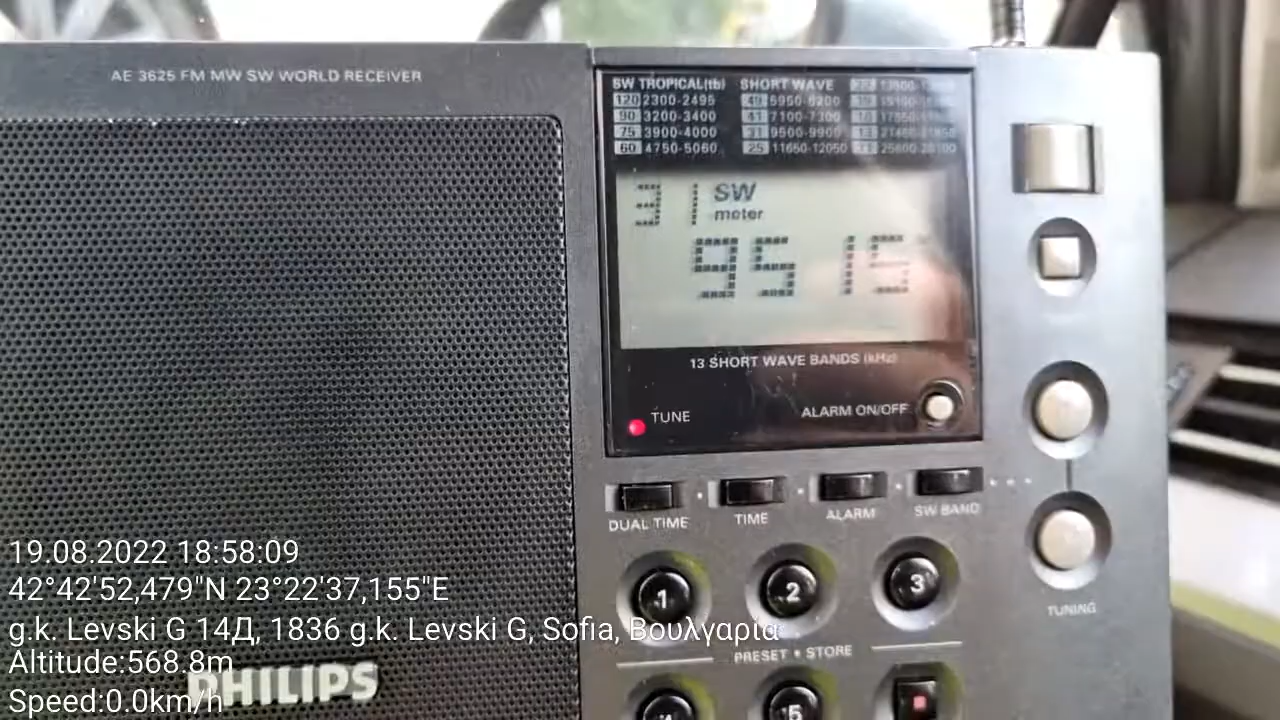 AE 3625 FM MW SW WORLD RECEIVER
SW TROPICAL(tb)
120 2300-2495
90 3200-3400
75 3900-4000
60 4750-5060
SHORT WAVE
49 5950-6200
41 7100-7300
31 9500-9900
25 11650-12050
31 SW
meter
9515
13 SHORT WAVE BANDS (kHz)
TUNE
ALARM ON/OFF
DUAL TIME
TIME
ALARM
SW BAND
1
2
3
TUNING
PRESET • STORE
5
PHILIPS
19.08.2022 18:58:09
42°42'52,479"N 23°22'37,155"E
g.k. Levski G 14Д, 1836 g.k. Levski G, Sofia, Βουλγαρία
Altitude:568.8m
Speed:0.0km/h